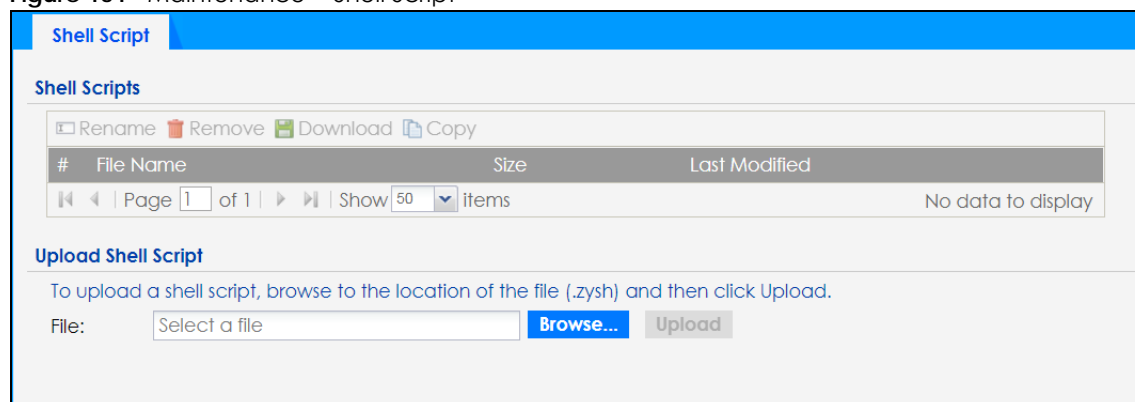 Shell Script
Shell Scripts
Rename Remove Download Copy
# File Name Size Last Modified
Page 1 of 1 Show 50 items No data to display
Upload Shell Script
To upload a shell script, browse to the location of the file (.zysh) and then click Upload.
File: Select a file Browse... Upload